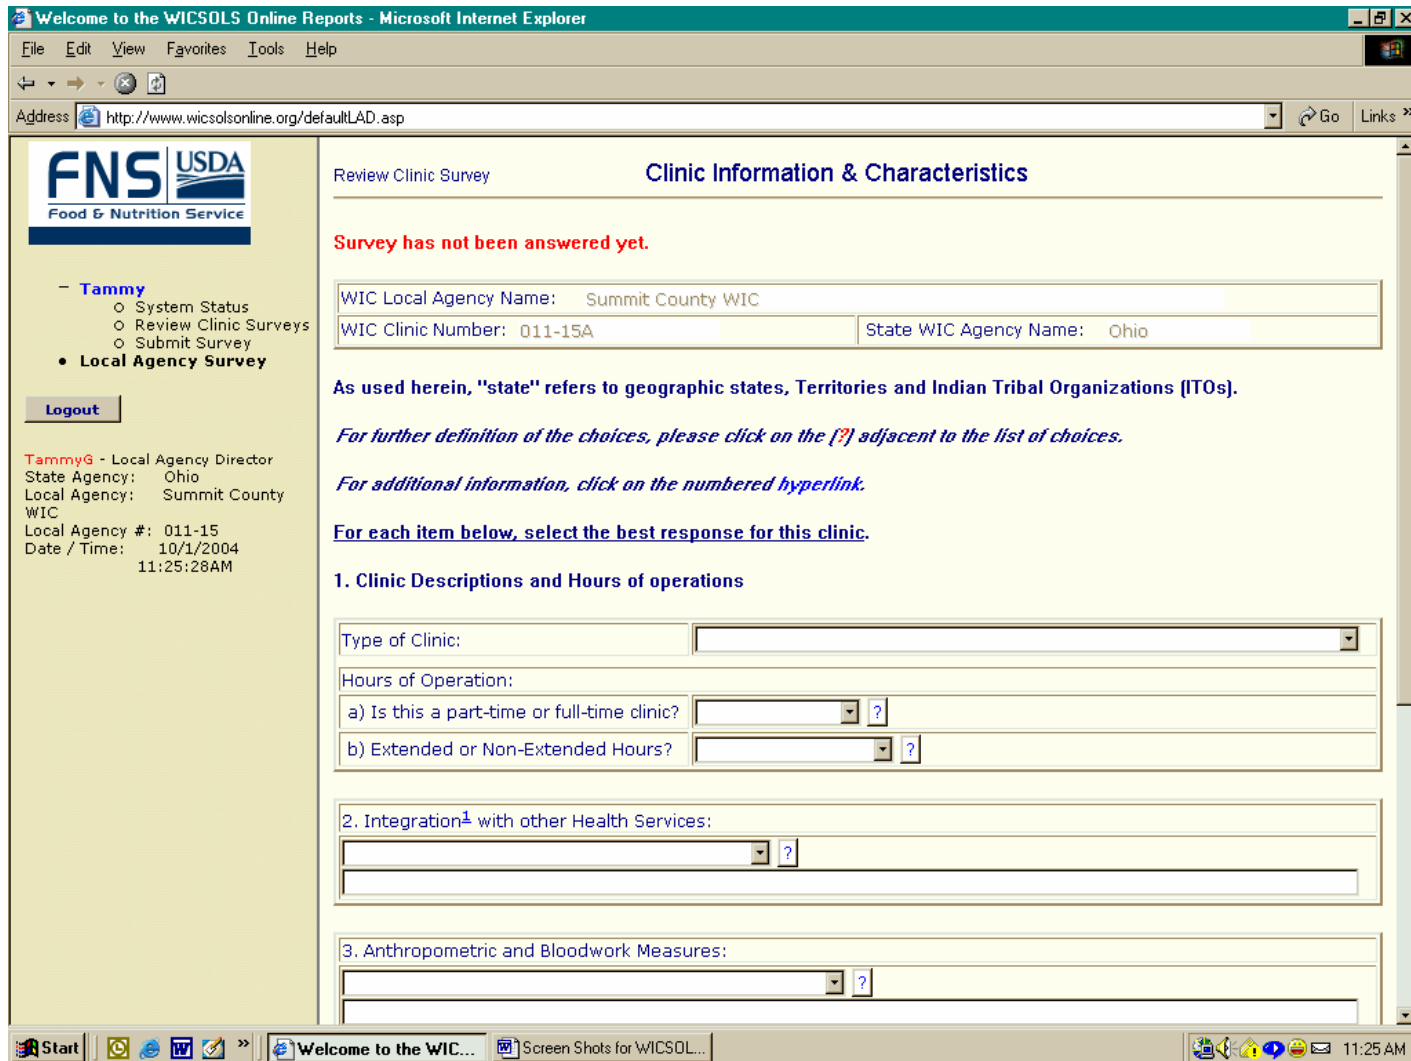 Welcome to the WICSOLS Online Reports - Microsoft Internet Explorer
File Edit View Favorites Tools Help
Address http://www.wicsolsonline.org/defaultLAD.asp Go Links »
FNS USDA
Food & Nutrition Service
Tammy
System Status
Review Clinic Surveys
Submit Survey
Local Agency Survey
Logout
TammyG - Local Agency Director
State Agency: Ohio
Local Agency: Summit County
WIC
Local Agency #: 011-15
Date / Time: 10/1/2004
11:25:28AM
Review Clinic Survey Clinic Information & Characteristics
Survey has not been answered yet.
WIC Local Agency Name: Summit County WIC
WIC Clinic Number: 011-15A State WIC Agency Name: Ohio
As used herein, "state" refers to geographic states, Territories and Indian Tribal Organizations (ITOs).
For further definition of the choices, please click on the [?] adjacent to the list of choices.
For additional information, click on the numbered hyperlink.
For each item below, select the best response for this clinic.
1. Clinic Descriptions and Hours of operations
Type of Clinic:
Hours of Operation:
a) Is this a part-time or full-time clinic? ?
b) Extended or Non-Extended Hours? ?
2. Integration1 with other Health Services:
?
3. Anthropometric and Bloodwork Measures:
?
Start » Welcome to the WIC... Screen Shots for WICSOL... 11:25 AM